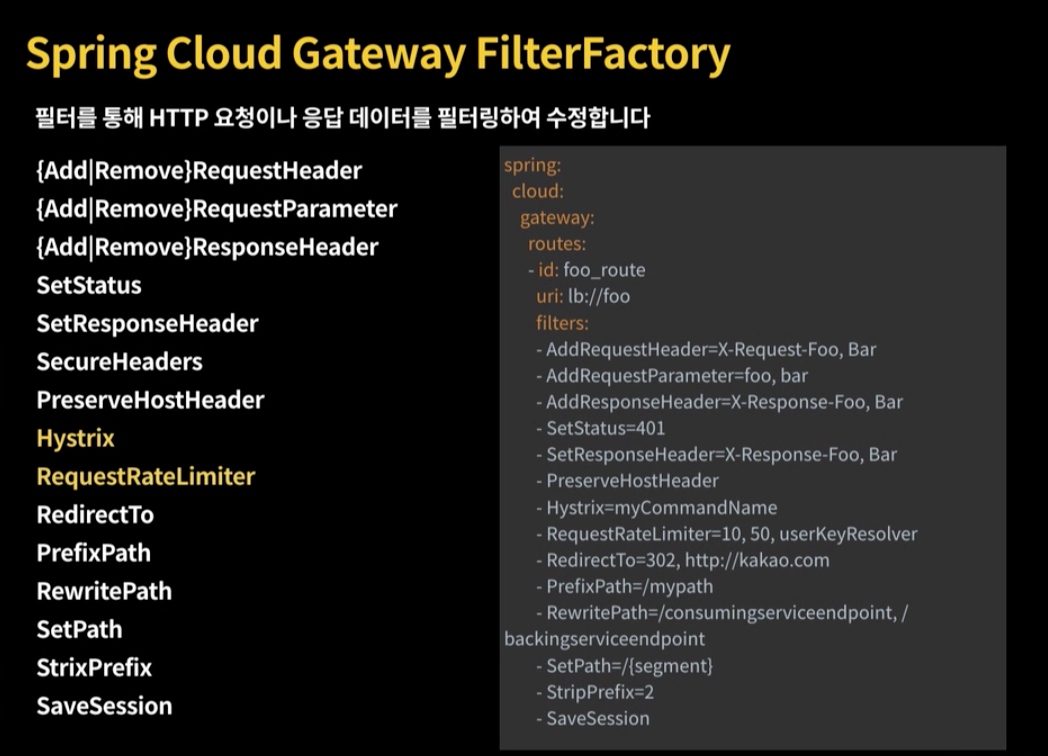 Spring Cloud Gateway FilterFactory
필터를 통해 HTTP 요청이나 응답 데이터를 필터링하여 수정합니다
{Add|Remove}RequestHeader
{Add|Remove}RequestParameter
{Add|Remove}ResponseHeader
SetStatus
SetResponseHeader
SecureHeaders
PreserveHostHeader
Hystrix
RequestRateLimiter
RedirectTo
PrefixPath
RewritePath
SetPath
StrixPrefix
SaveSession
spring:
cloud:
gateway:
routes:
- id: foo_route
uri: lb://foo
filters:
- AddRequestHeader=X-Request-Foo, Bar
- AddRequestParameter=foo, bar
- AddResponseHeader=X-Response-Foo, Bar
- SetStatus=401
- SetResponseHeader=X-Response-Foo, Bar
- PreserveHostHeader
- Hystrix=myCommandName
- RequestRateLimiter=10, 50, userKeyResolver
- RedirectTo=302, http://kakao.com
- PrefixPath=/mypath
- RewritePath=/consumingserviceendpoint, /
backingserviceendpoint
- SetPath=/{segment}
- StripPrefix=2
- SaveSession